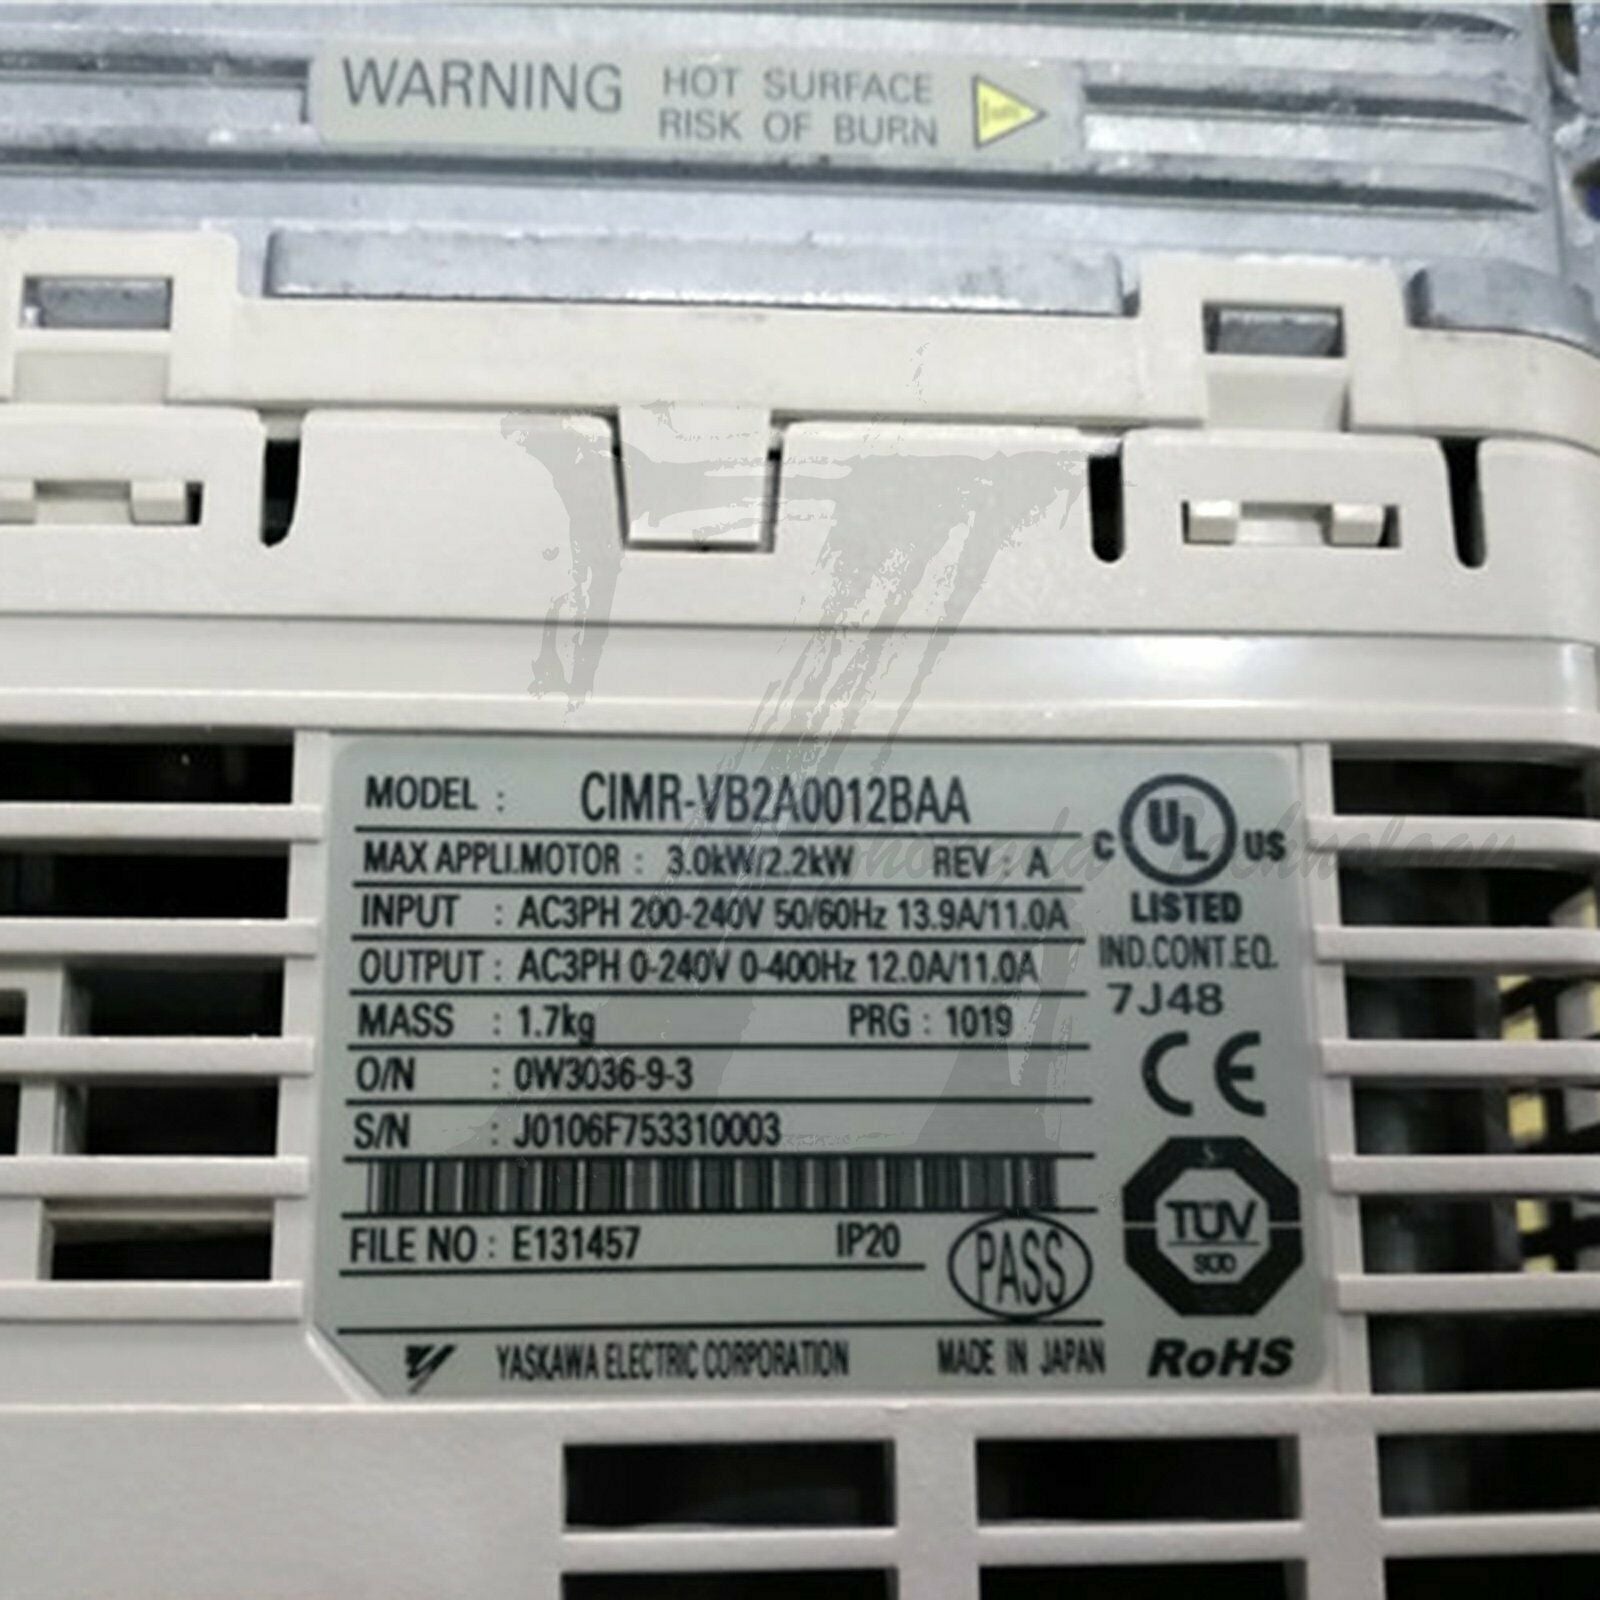 WARNING HOT SURFACE
RISK OF BURN
MODEL : CIMR-VB2A0012BAA
MAX APPLI.MOTOR : 3.0kW/2.2kW REV : A
INPUT : AC3PH 200-240V 50/60Hz 13.9A/11.0A
OUTPUT : AC3PH 0-240V 0-400Hz 12.0A/11.0A
MASS : 1.7kg PRG : 1019
O/N : 0W3036-9-3
S/N : J0106F753310003
FILE NO : E131457 IP20
PASS
YASKAWA ELECTRIC CORPORATION MADE IN JAPAN
C UL US
LISTED
IND.CONT.EQ.
7J48
CE
TÜV
RoHS
Technology